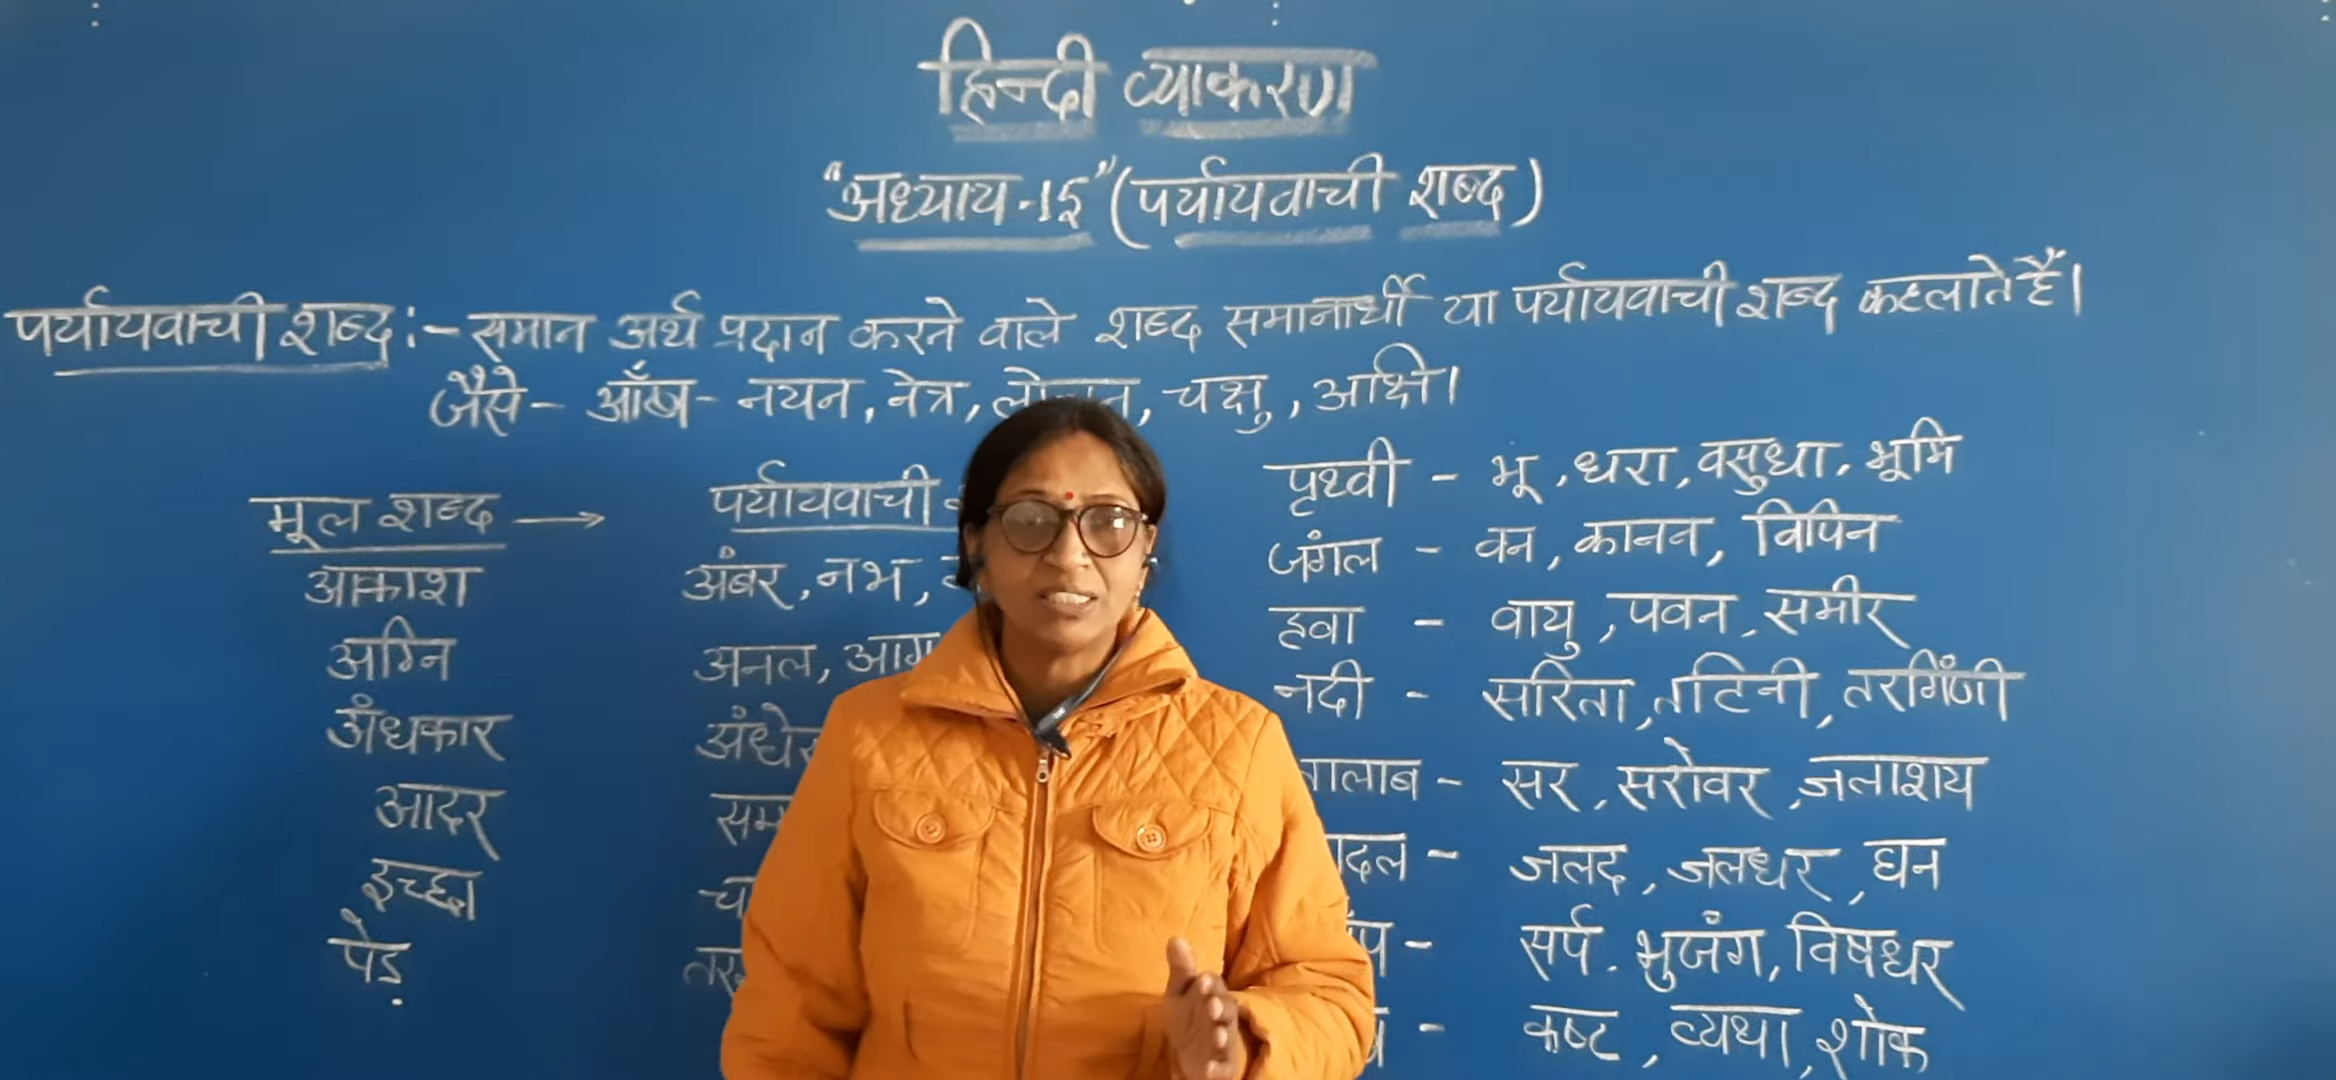 हिन्दी व्याकरण
"अध्याय-15" (पर्यायवाची शब्द)
पर्यायवाची शब्द :- समान अर्थ प्रदान करने वाले शब्द समानार्थी या पर्यायवाची शब्द कहलाते हैं।
जैसे - आँख - नयन, नेत्र, चक्षु, अक्षि।
मूल शब्द → पर्यायवाची
आकाश अंबर, नभ,
अग्नि अनल, आग
अंधकार
आदर
इच्छा
पेड़
पृथ्वी - भू, धरा, वसुधा, भूमि
जंगल - वन, कानन, विपिन
हवा - वायु, पवन, समीर
नदी - सरिता, तटिनी, तरंगिणी
- सर, सरोवर, जलाशय
- जलद, जलधर, घन
- सर्प. भुजंग, विषधर
- कष्ट, व्यथा, शोक